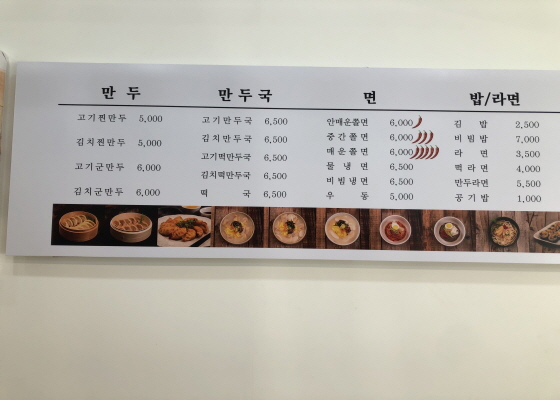 만두
고기찐만두 5,000
김치찐만두 5,000
고기군만두 6,000
김치군만두 6,000
만두국
고기만두국 6,500
김치만두국 6,500
고기떡만두국 6,500
김치떡만두국 6,500
떡국 6,500
면
안매운쫄면 6,000
중간쫄면 6,000
매운쫄면 6,000
물냉면 6,500
비빔냉면 6,500
우동 5,000
밥/라면
김밥 2,500
비빔밥 7,000
라면 3,500
떡라면 4,000
만두라면 5,500
공기밥 1,000